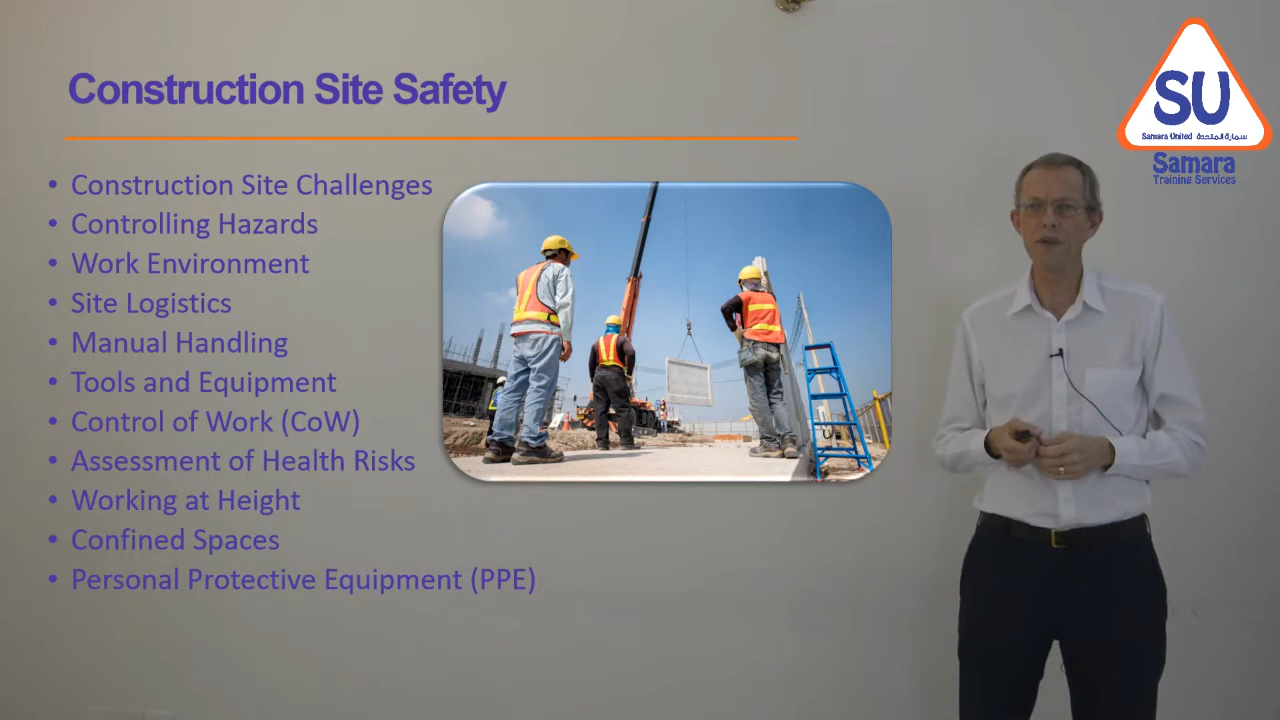 Construction Site Safety
• Construction Site Challenges
• Controlling Hazards
• Work Environment
• Site Logistics
• Manual Handling
• Tools and Equipment
• Control of Work (CoW)
• Assessment of Health Risks
• Working at Height
• Confined Spaces
• Personal Protective Equipment (PPE)
SU
Samara United سمارة المتحدة
Samara
Training Services